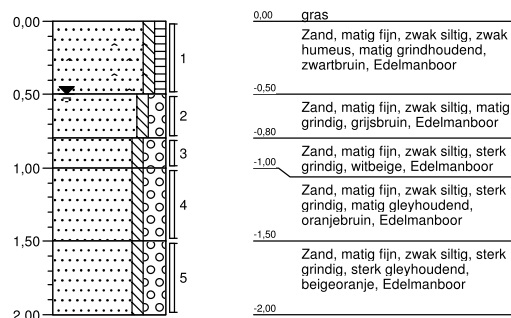 0,00
1
0,50
2
3
1,00
4
1,50
5
2,00
0,00 gras
Zand, matig fijn, zwak siltig, zwak
humeus, matig grindhoudend,
zwartbruin, Edelmanboor
-0,50
Zand, matig fijn, zwak siltig, matig
grindig, grijsbruin, Edelmanboor
-0,80
Zand, matig fijn, zwak siltig, sterk
grindig, witbeige, Edelmanboor
-1,00
Zand, matig fijn, zwak siltig, sterk
grindig, matig gleyhoudend,
oranjebruin, Edelmanboor
-1,50
Zand, matig fijn, zwak siltig, sterk
grindig, sterk gleyhoudend,
beigeoranje, Edelmanboor
-2,00